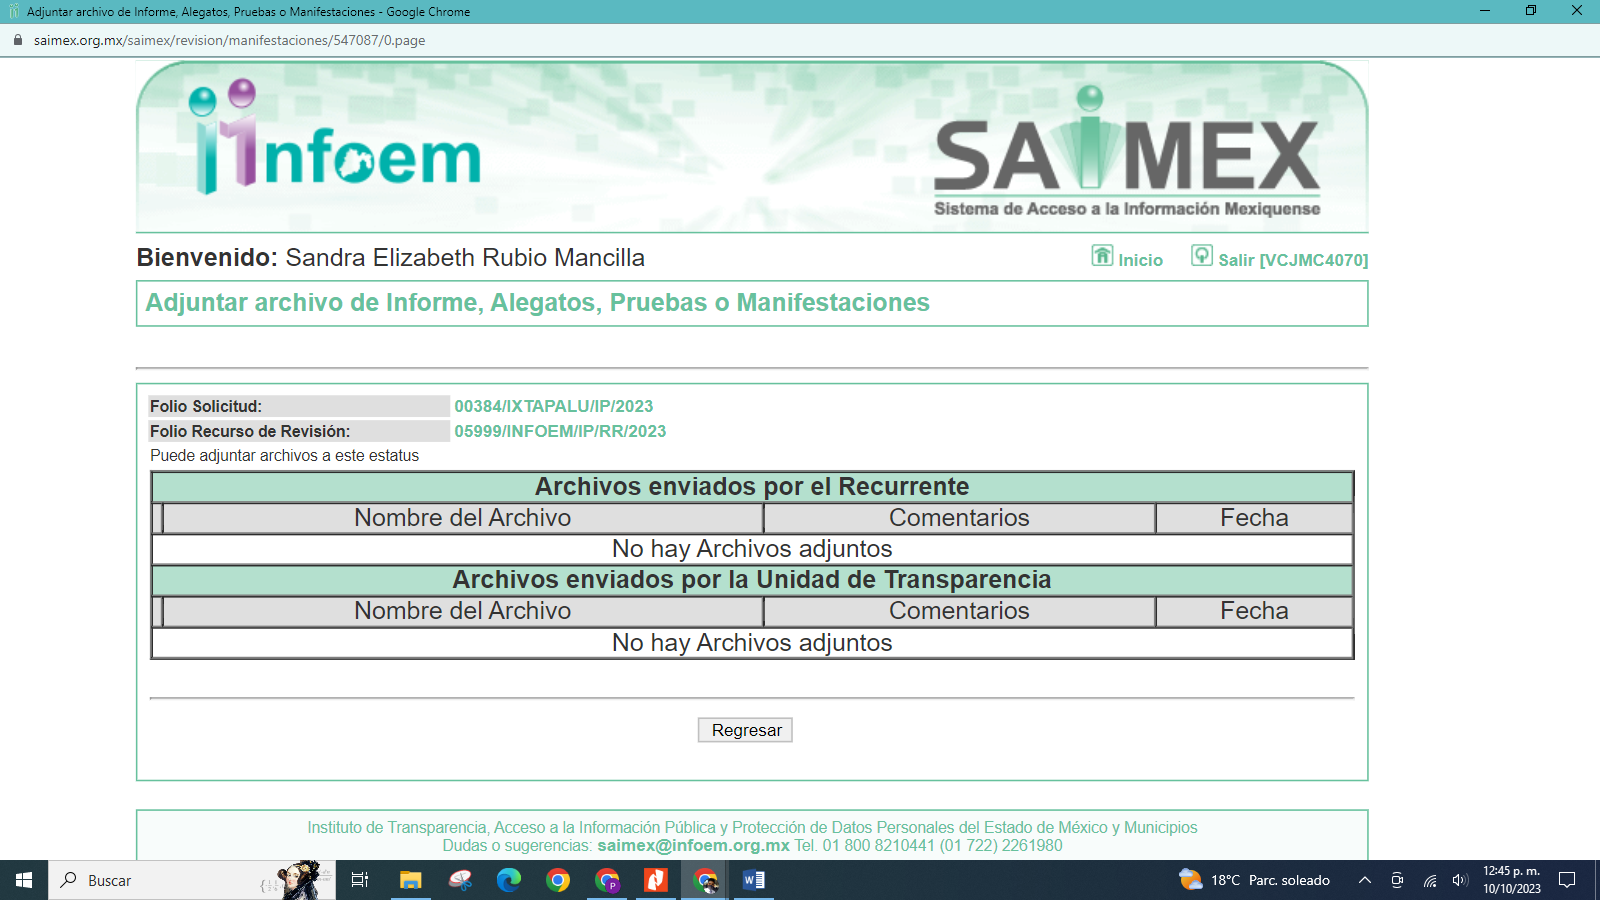 Adjuntar archivo de Informe, Alegatos, Pruebas o Manifestaciones - Google Chrome
saimex.org.mx/saimex/revision/manifestaciones/547087/0.page
infoem
SAIMEX
Sistema de Acceso a la Información Mexiquense
Bienvenido: Sandra Elizabeth Rubio Mancilla
Inicio Salir [VCJMC4070]
Adjuntar archivo de Informe, Alegatos, Pruebas o Manifestaciones
Folio Solicitud: 00384/IXTAPALU/IP/2023
Folio Recurso de Revisión: 05999/INFOEM/IP/RR/2023
Puede adjuntar archivos a este estatus
Archivos enviados por el Recurrente
Nombre del Archivo Comentarios Fecha
No hay Archivos adjuntos
Archivos enviados por la Unidad de Transparencia
Nombre del Archivo Comentarios Fecha
No hay Archivos adjuntos
Regresar
Instituto de Transparencia, Acceso a la Información Pública y Protección de Datos Personales del Estado de México y Municipios
Dudas o sugerencias: saimex@infoem.org.mx Tel. 01 800 8210441 (01 722) 2261980
Buscar
18°C Parc. soleado
12:45 p. m.
10/10/2023